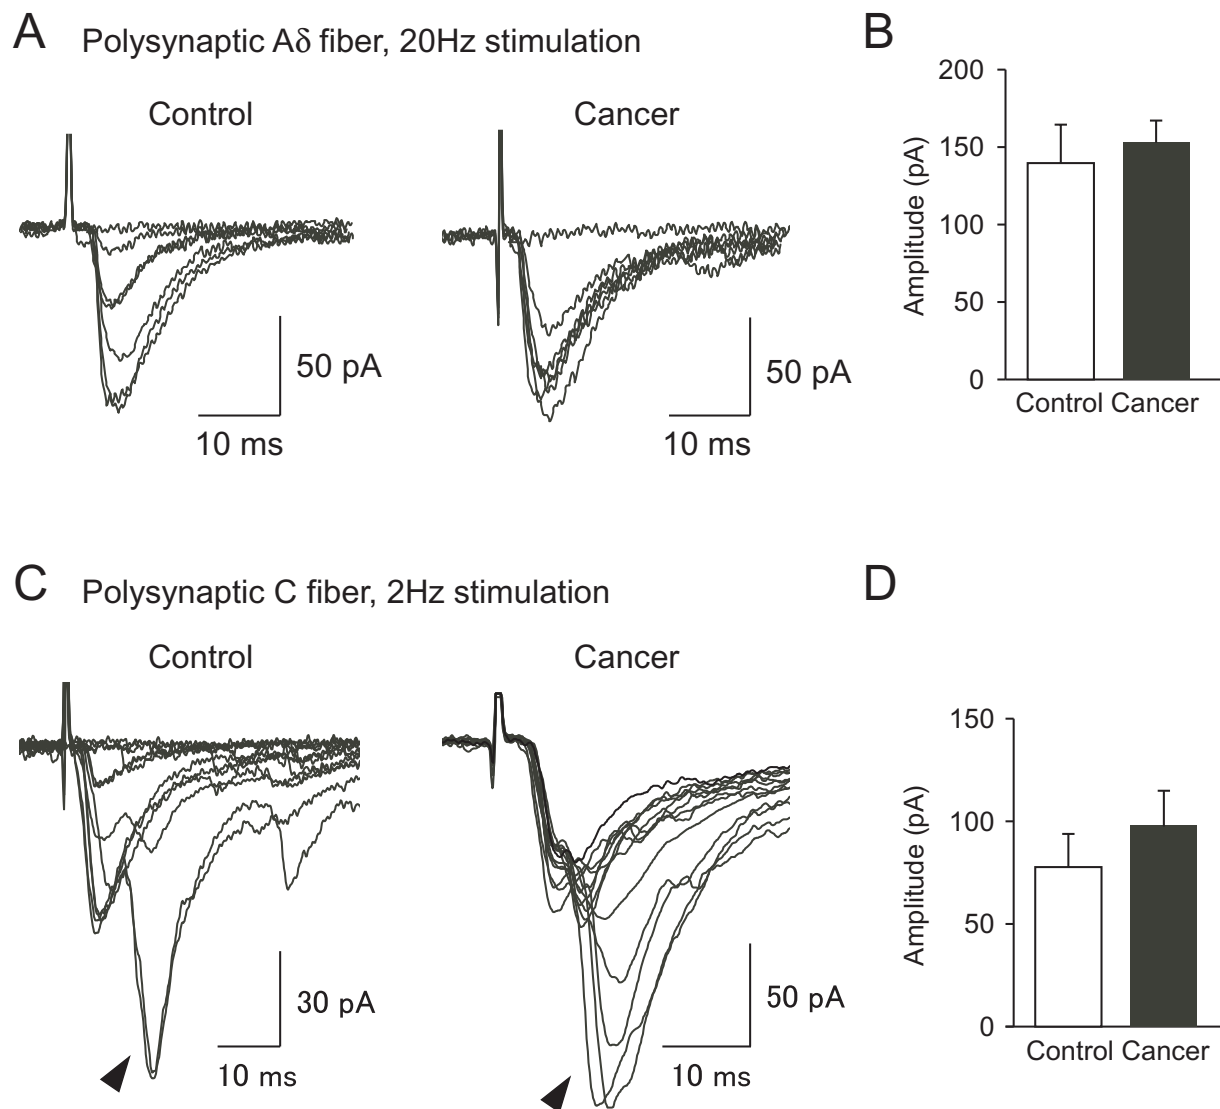 A Polysynaptic Aδ fiber, 20Hz stimulation
Control
Cancer
50 pA
10 ms
50 pA
10 ms
B
Amplitude (pA)
200
150
100
50
0
Control Cancer
C Polysynaptic C fiber, 2Hz stimulation
Control
Cancer
30 pA
10 ms
50 pA
10 ms
D
Amplitude (pA)
150
100
50
0
Control Cancer